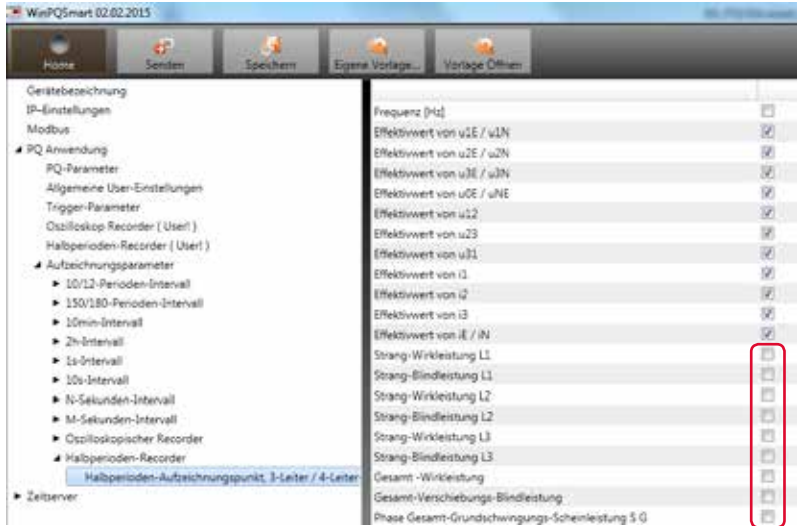 WinPQSmart 02.02.2015
Home
Senden
Speichern
Eigene Vorlage...
Vorlage Öffnen
Gerätebezeichnung
IP-Einstellungen
Modbus
PQ Anwendung
PQ-Parameter
Allgemeine User-Einstellungen
Trigger-Parameter
Oszilloskop Recorder ( User! )
Halbperioden-Recorder ( User! )
Aufzeichnungsparameter
10/12-Perioden-Intervall
150/180-Perioden-Intervall
10min-Intervall
2h-Intervall
1s-Intervall
10s-Intervall
N-Sekunden-Intervall
M-Sekunden-Intervall
Oszilloskopischer Recorder
Halbperioden-Recorder
Halbperioden-Aufzeichnungspunkt, 3-Leiter / 4-Leiter-
Zeitserver
Frequenz [Hz]
Effektivwert von u1E / u1N
Effektivwert von u2E / u2N
Effektivwert von u3E / u3N
Effektivwert von u0E / uNE
Effektivwert von u12
Effektivwert von u23
Effektivwert von u31
Effektivwert von i1
Effektivwert von i2
Effektivwert von i3
Effektivwert von iE / iN
Strang-Wirkleistung L1
Strang-Blindleistung L1
Strang-Wirkleistung L2
Strang-Blindleistung L2
Strang-Wirkleistung L3
Strang-Blindleistung L3
Gesamt -Wirkleistung
Gesamt-Verschiebungs-Blindleistung
Phase Gesamt-Grundschwingungs-Scheinleistung S G